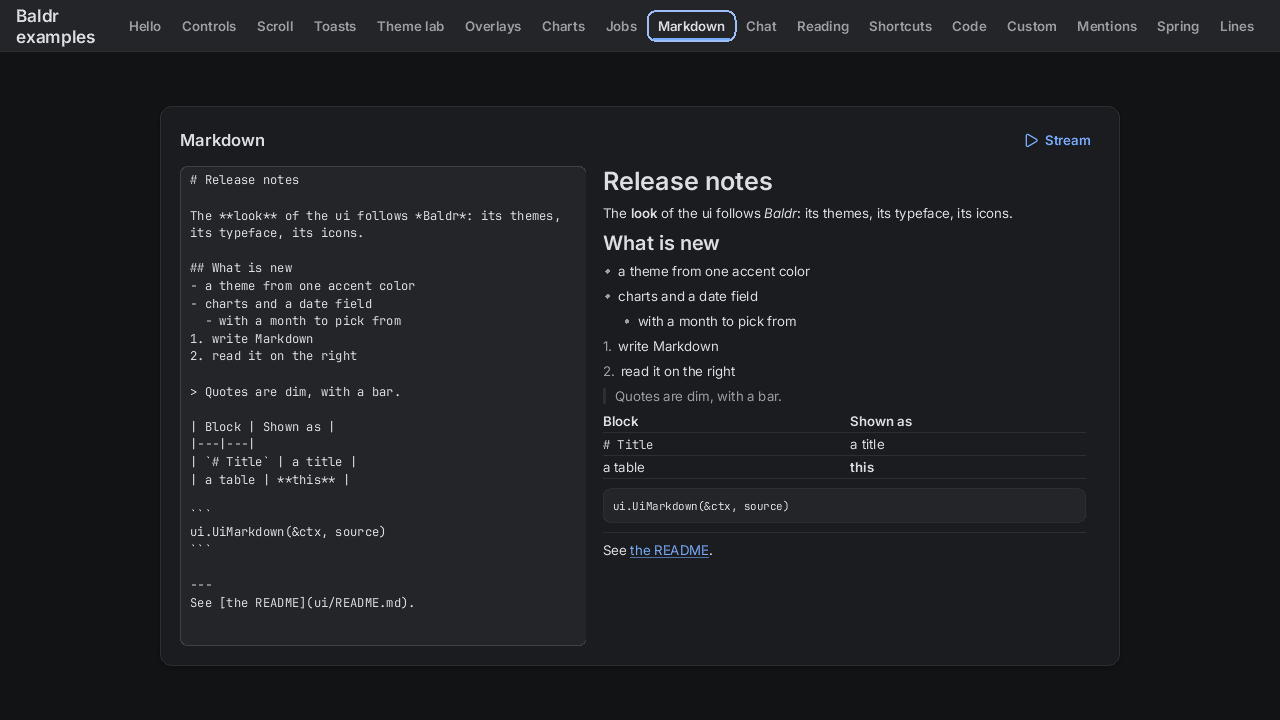 Baldr examples
Hello Controls Scroll Toasts Theme lab Overlays Charts Jobs Markdown Chat Reading Shortcuts Code Custom Mentions Spring Lines
Markdown
Stream
# Release notes
The **look** of the ui follows *Baldr*: its themes,
its typeface, its icons.
## What is new
- a theme from one accent color
- charts and a date field
  - with a month to pick from
1. write Markdown
2. read it on the right
> Quotes are dim, with a bar.
| Block | Shown as |
|---|---|
| `# Title` | a title |
| a table | **this** |
```
ui.UiMarkdown(&ctx, source)
```
---
See [the README](ui/README.md).
Release notes
The look of the ui follows Baldr: its themes, its typeface, its icons.
What is new
• a theme from one accent color
• charts and a date field
• with a month to pick from
1. write Markdown
2. read it on the right
Quotes are dim, with a bar.
Block Shown as
# Title a title
a table this
ui.UiMarkdown(&ctx, source)
See the README.